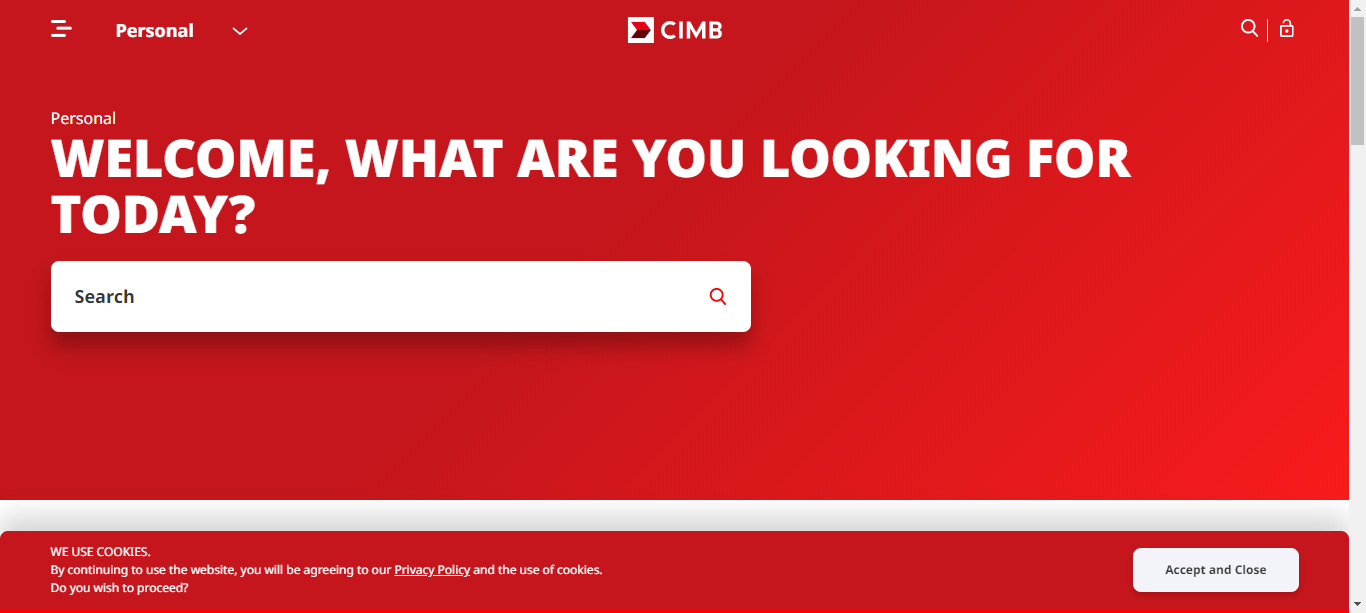 Personal
CIMB
Personal
WELCOME, WHAT ARE YOU LOOKING FOR
TODAY?
Search
WE USE COOKIES.
By continuing to use the website, you will be agreeing to our Privacy Policy and the use of cookies.
Do you wish to proceed?
Accept and Close